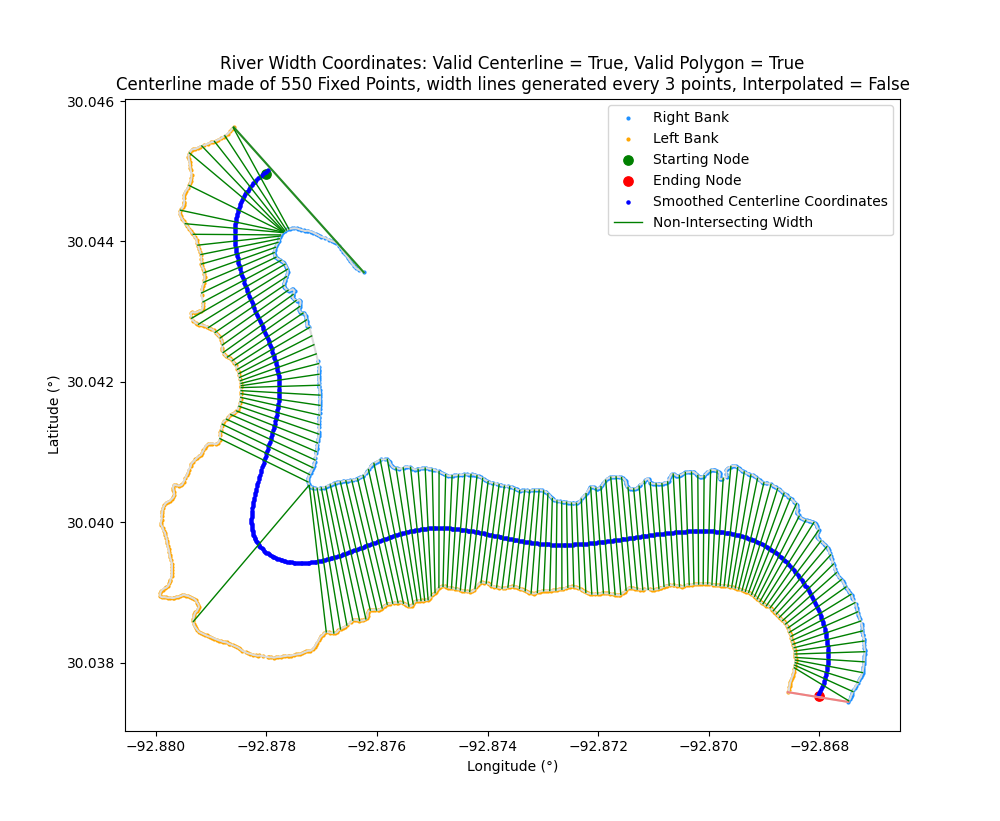 River Width Coordinates: Valid Centerline = True, Valid Polygon = True
Centerline made of 550 Fixed Points, width lines generated every 3 points, Interpolated = False
Right Bank
Left Bank
Starting Node
Ending Node
Smoothed Centerline Coordinates
Non-Intersecting Width
Latitude (°)
30.046
30.044
30.042
30.040
30.038
−92.880 −92.878 −92.876 −92.874 −92.872 −92.870 −92.868
Longitude (°)